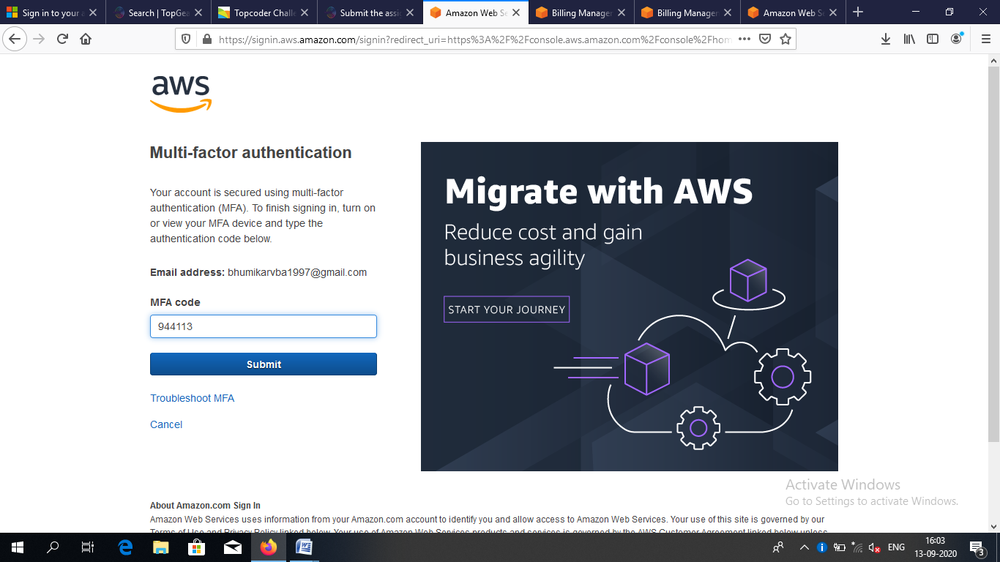 Sign in to your a
Search | TopGea
Topcoder Challe
Submit the assig
Amazon Web Se
Billing Manager
Billing Manager
Amazon Web Se
https://signin.aws.amazon.com/signin?redirect_uri=https%3A%2F%2Fconsole.aws.amazon.com%2Fconsole%2Fhom
aws
Multi-factor authentication
Your account is secured using multi-factor
authentication (MFA). To finish signing in, turn on
or view your MFA device and type the
authentication code below.
Email address: bhumikarvba1997@gmail.com
MFA code
944113
Submit
Troubleshoot MFA
Cancel
Migrate with AWS
Reduce cost and gain
business agility
START YOUR JOURNEY
Activate Windows
Go to Settings to activate Windows.
About Amazon.com Sign In
Amazon Web Services uses information from your Amazon.com account to identify you and allow access to Amazon Web Services. Your use of this site is governed by our
Terms of Use and Privacy Policy linked below. Your use of Amazon Web Services products and services is governed by the AWS Customer Agreement linked below unless
ENG
16:03
13-09-2020
3